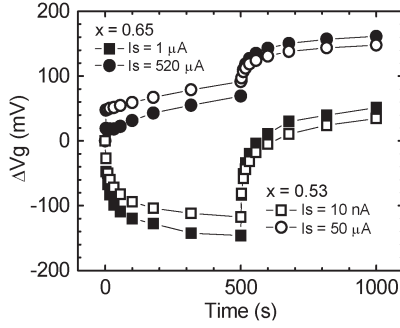 200
100
0
-100
-200
ΔVg (mV)
x = 0.65
Is = 1 μA
Is = 520 μA
x = 0.53
Is = 10 nA
Is = 50 μA
0 500 1000
Time (s)